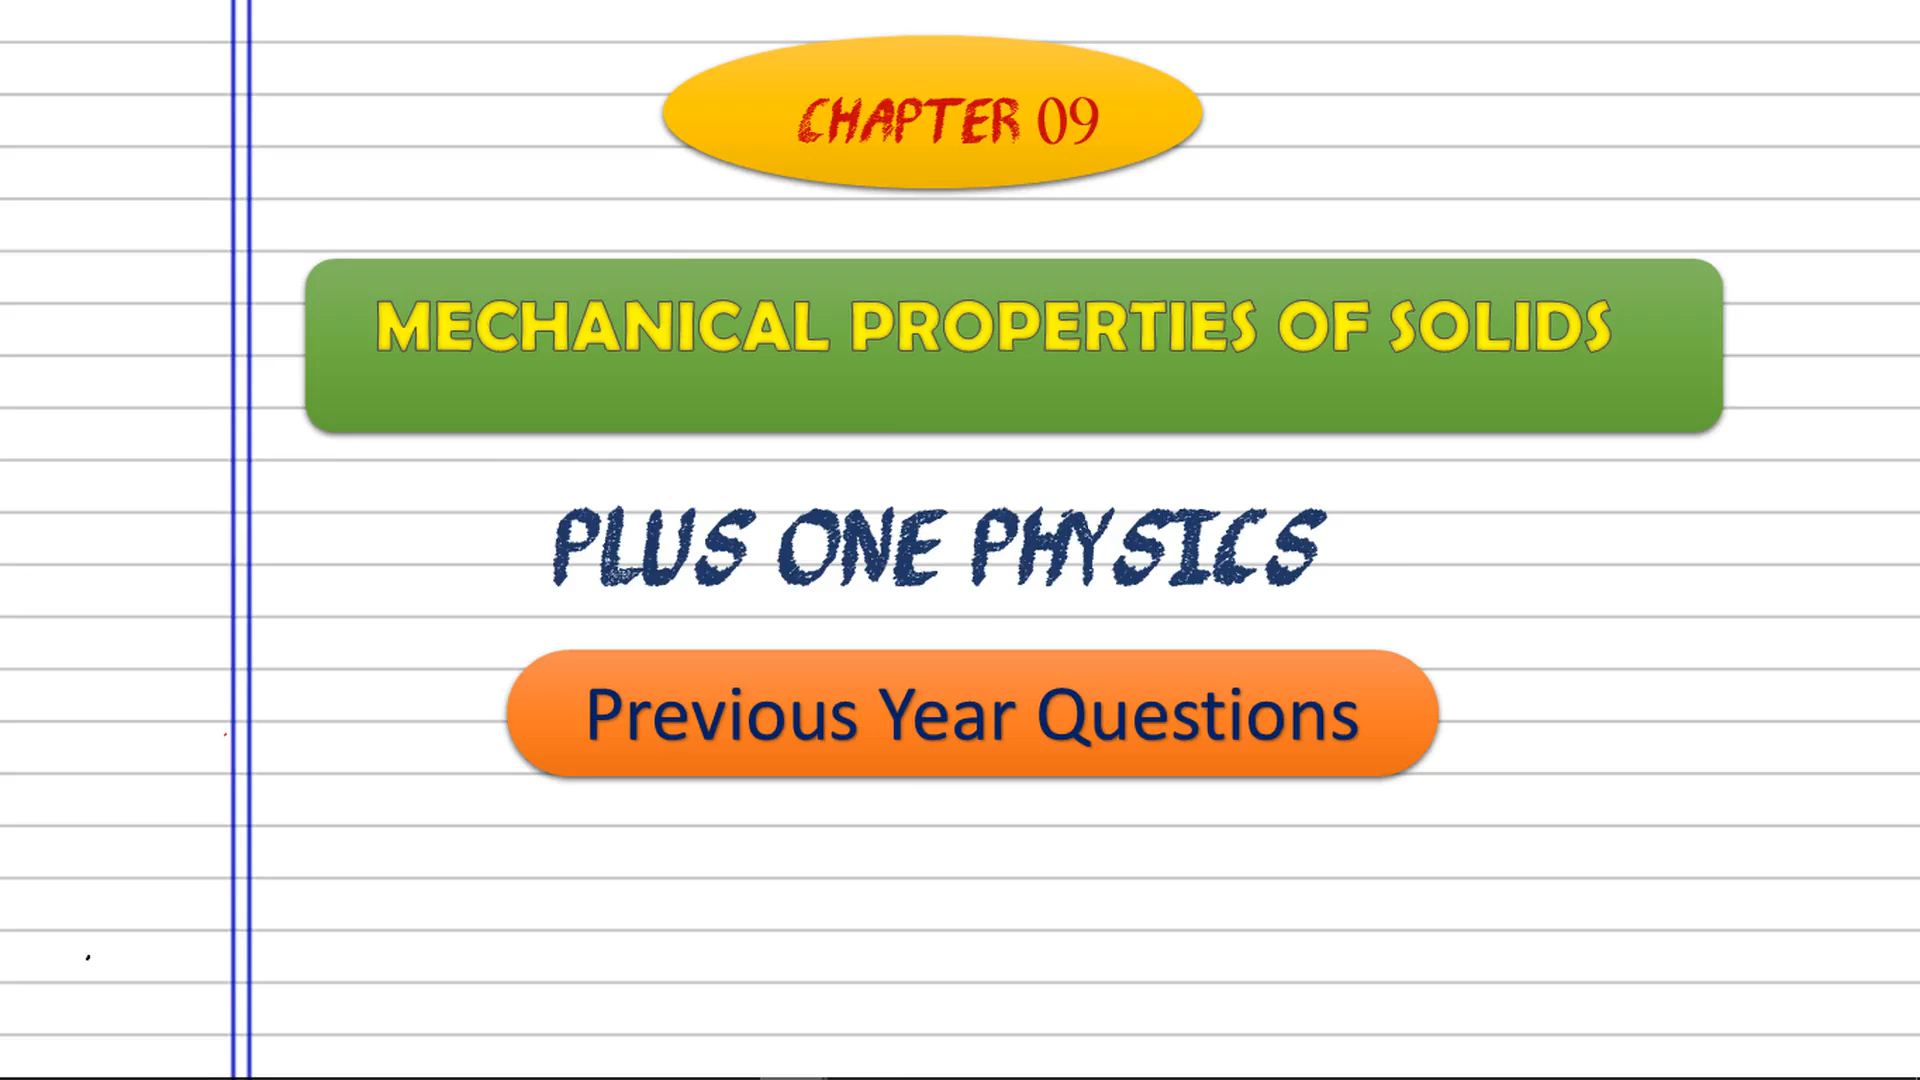 CHAPTER 09
MECHANICAL PROPERTIES OF SOLIDS
PLUS ONE PHYSICS
Previous Year Questions